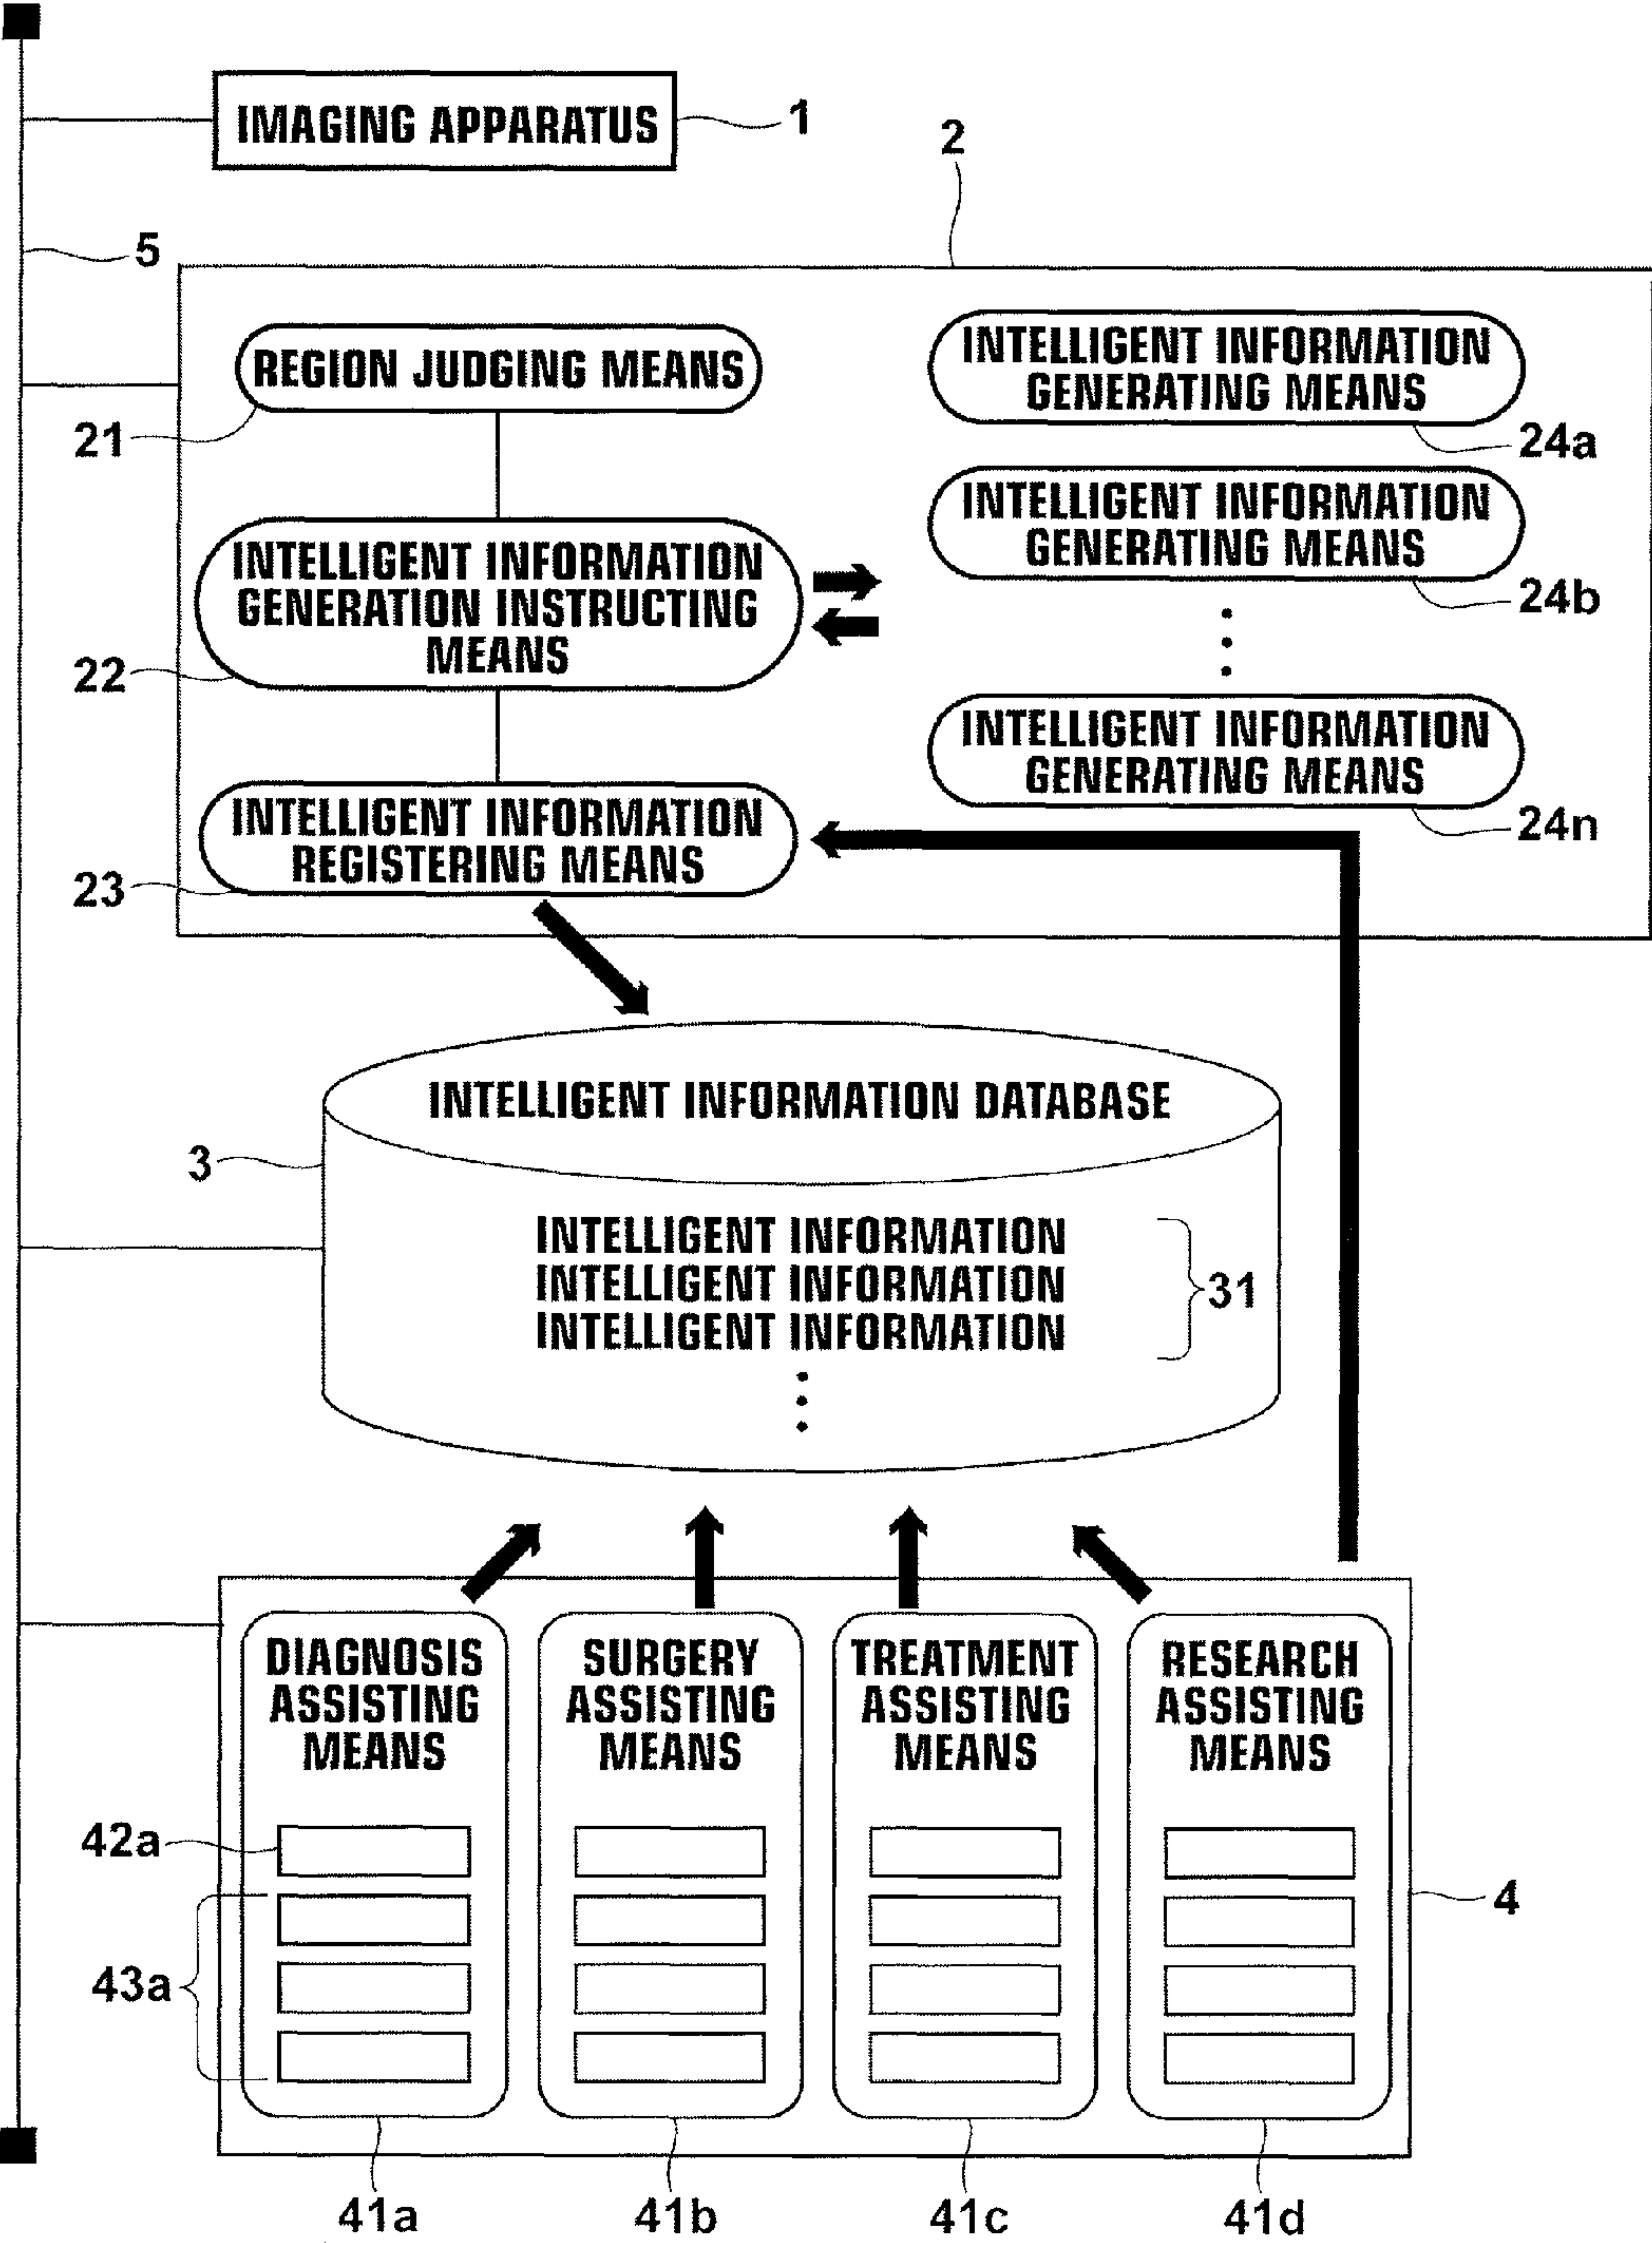 IMAGING APPARATUS
1
2
5
REGION JUDGING MEANS
21
INTELLIGENT INFORMATION
GENERATING MEANS
24a
INTELLIGENT INFORMATION
GENERATING MEANS
24b
INTELLIGENT INFORMATION
GENERATION INSTRUCTING
MEANS
22
INTELLIGENT INFORMATION
GENERATING MEANS
24n
INTELLIGENT INFORMATION
REGISTERING MEANS
23
INTELLIGENT INFORMATION DATABASE
3
INTELLIGENT INFORMATION
INTELLIGENT INFORMATION
INTELLIGENT INFORMATION
31
DIAGNOSIS
ASSISTING
MEANS
SURGERY
ASSISTING
MEANS
TREATMENT
ASSISTING
MEANS
RESEARCH
ASSISTING
MEANS
42a
43a
4
41a
41b
41c
41d